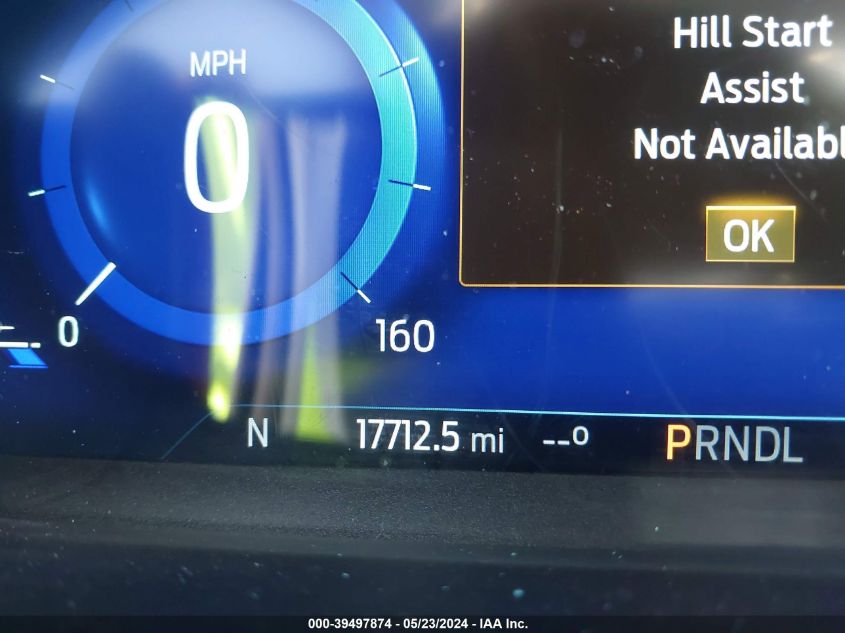 MPH
0
0
160
Hill Start
Assist
Not Availabl
OK
N 17712.5 mi --° PRNDL
000-39497874 - 05/23/2024 - IAA Inc.